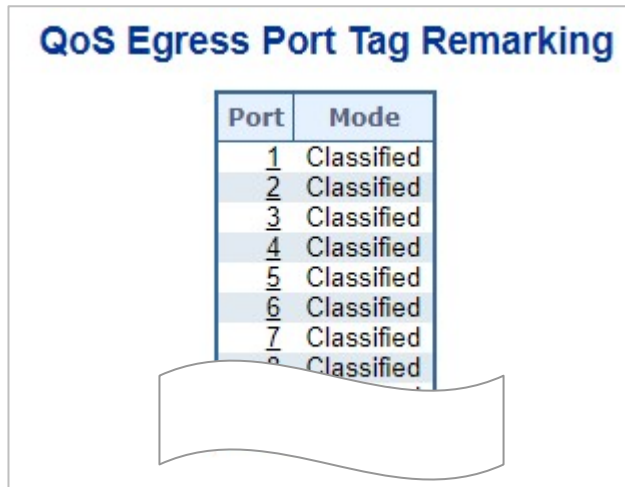 QoS Egress Port Tag Remarking
Port Mode
1 Classified
2 Classified
3 Classified
4 Classified
5 Classified
6 Classified
7 Classified
8 Classified